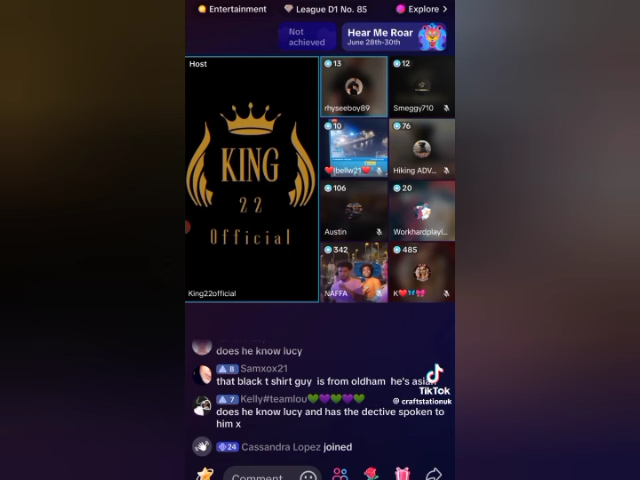 Entertainment
League D1 No. 85
Explore >
Not
achieved
Hear Me Roar
June 28th-30th
Host
KING
22
Official
King22official
13
rhyseeboy89
12
Smeggy710
10
❤️lbellw21❤️
76
Hiking ADV...
106
Austin
20
Workhardplayi...
342
NAFFA
485
K❤️🎀
does he know lucy
8 Samxox21
that black t shirt guy is from oldham he's asian
7 Kelly#teamlou💚💜💚💜💚
does he know lucy and has the dective spoken to
him x
24 Cassandra Lopez joined
TikTok
@ craftstationuk
Comment